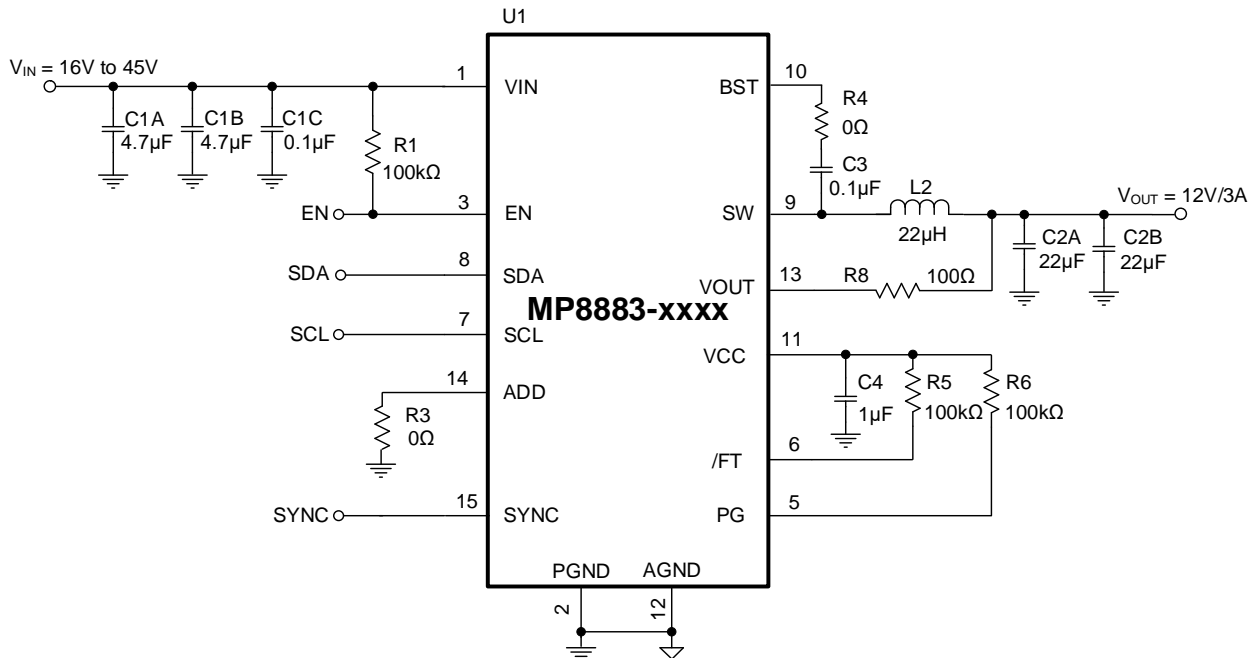 U1
V_IN = 16V to 45V
1
VIN
BST
10
C1A
4.7µF
C1B
4.7µF
C1C
0.1µF
R1
100kΩ
R4
0Ω
C3
0.1µF
L2
22µH
V_OUT = 12V/3A
EN
3
EN
SW
9
C2A
22µF
C2B
22µF
SDA
8
SDA
VOUT
13
R8
100Ω
MP8883-xxxx
SCL
7
SCL
VCC
11
14
ADD
R3
0Ω
C4
1µF
R5
100kΩ
R6
100kΩ
/FT
6
SYNC
15
SYNC
PG
5
PGND
AGND
2
12